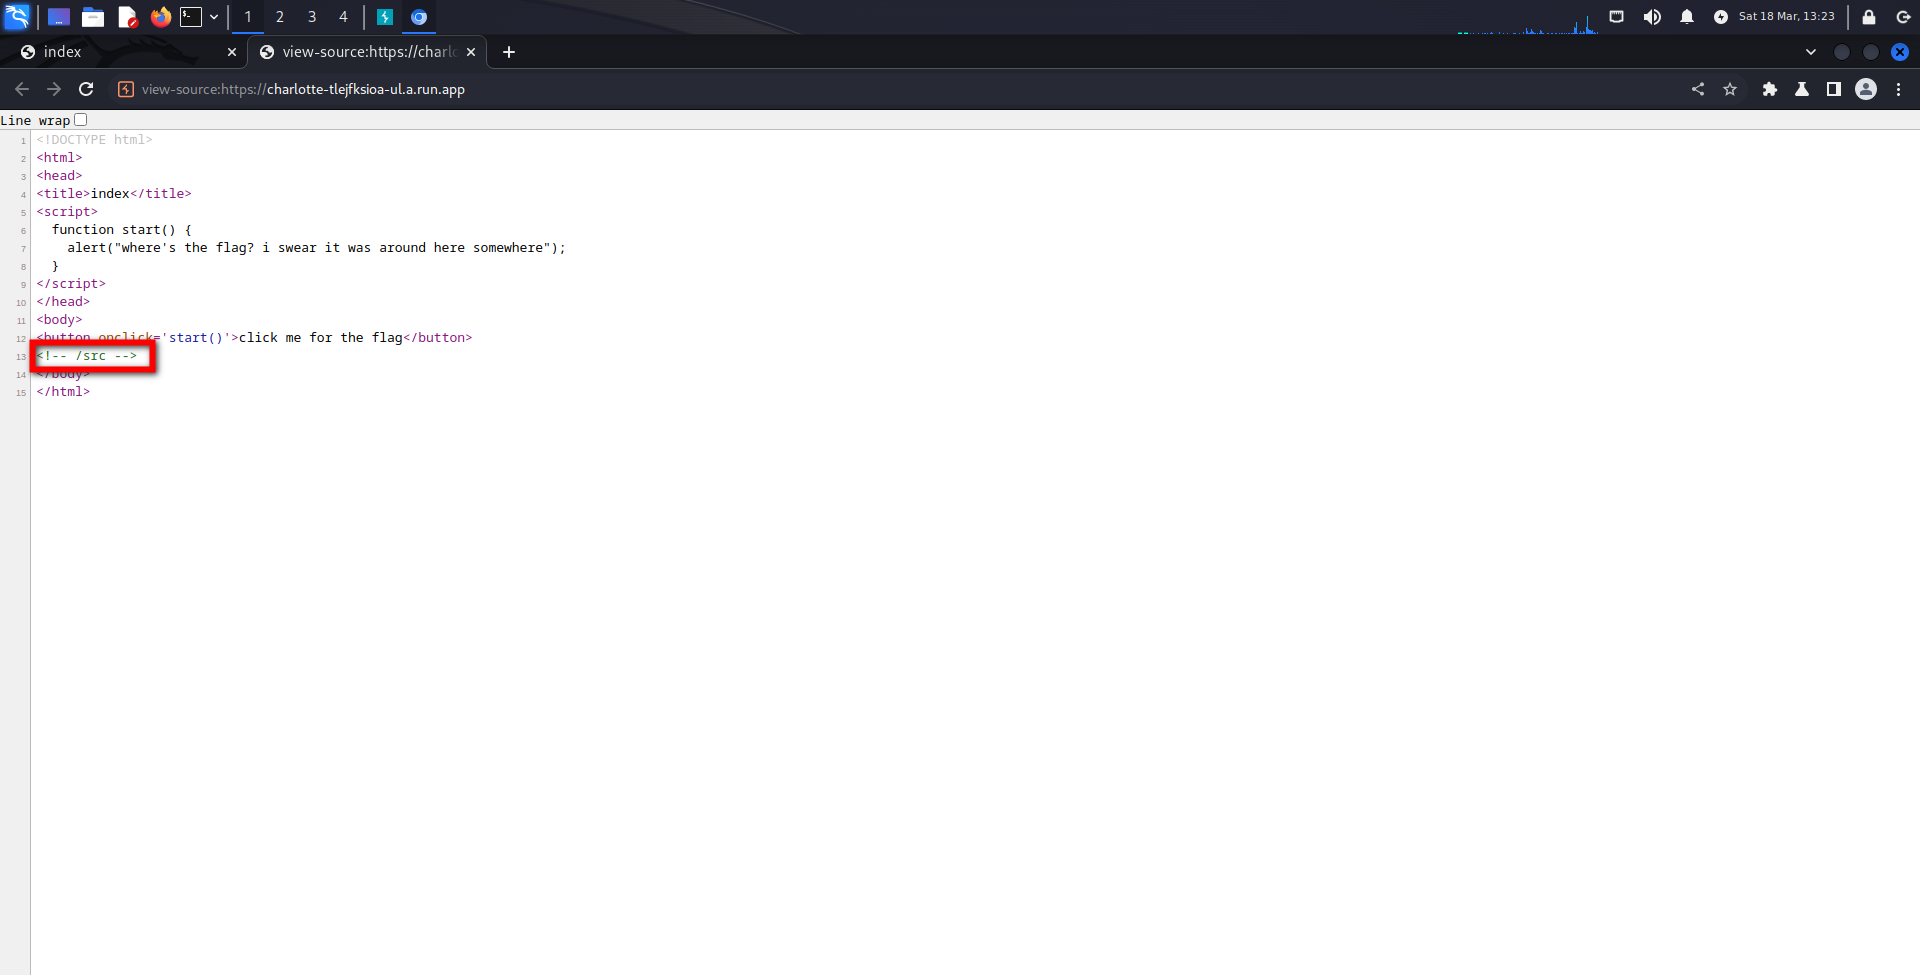 1 2 3 4 Sat 18 Mar, 13:23
index view-source:https://charlo
view-source:https://charlotte-tlejfksioa-ul.a.run.app
Line wrap
1 <!DOCTYPE html>
2 <html>
3 <head>
4 <title>index</title>
5 <script>
6 function start() {
7 alert("where's the flag? i swear it was around here somewhere");
8 }
9 </script>
10 </head>
11 <body>
12 <button onclick='start()'>click me for the flag</button>
13 <!-- /src -->
14 </body>
15 </html>